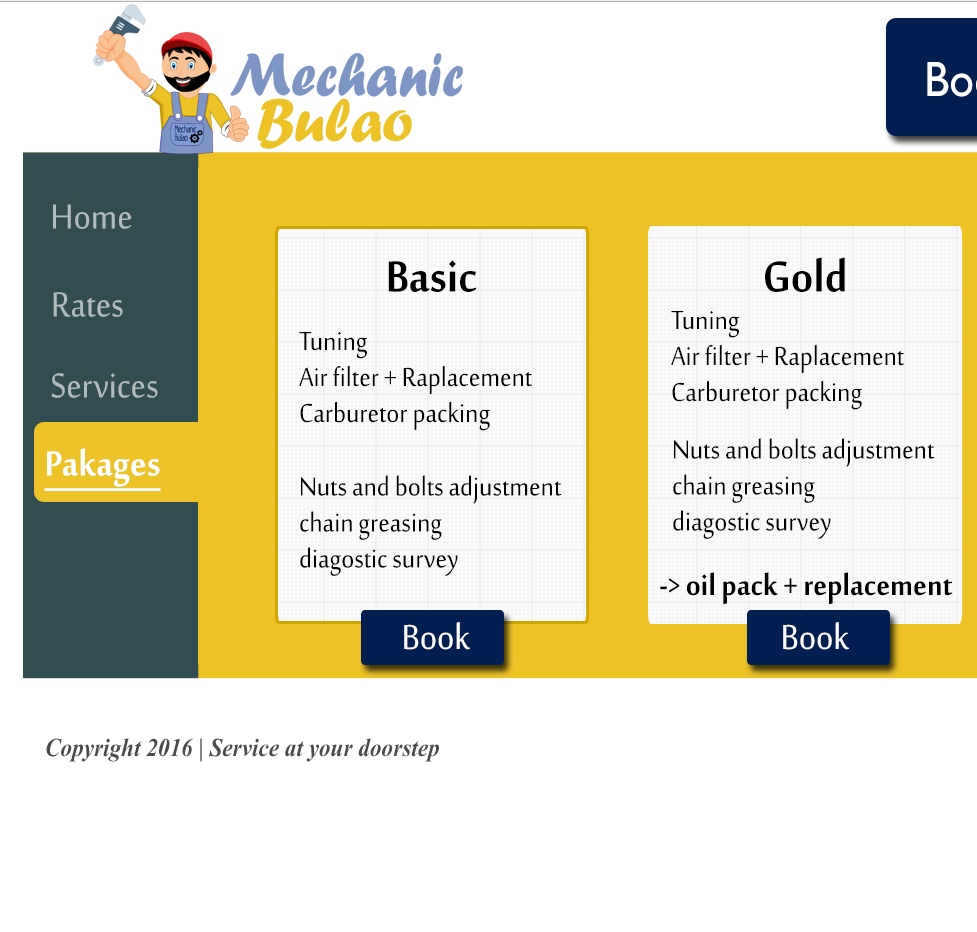 Mechanic
Bulao
Mechanic
Bulao
Home
Rates
Services
Pakages
Basic
Tuning
Air filter + Raplacement
Carburetor packing
Nuts and bolts adjustment
chain greasing
diagostic survey
Book
Gold
Tuning
Air filter + Raplacement
Carburetor packing
Nuts and bolts adjustment
chain greasing
diagostic survey
-> oil pack + replacement
Book
Copyright 2016 | Service at your doorstep